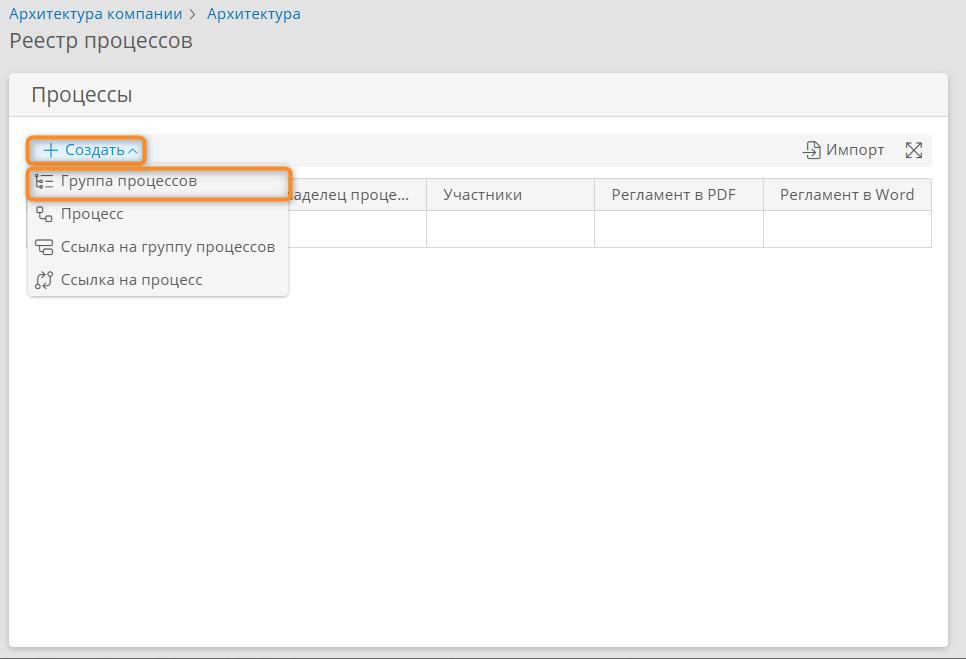 Архитектура компании > Архитектура
Реестр процессов
Процессы
+ Создать Импорт
Группа процессов
проце... Участники Регламент в PDF Регламент в Word
Процесс
Ссылка на группу процессов
Ссылка на процесс